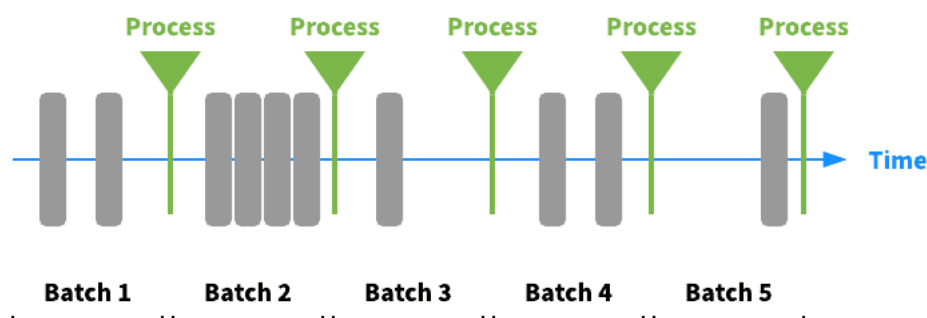 Process Process Process Process Process
Time
Batch 1 Batch 2 Batch 3 Batch 4 Batch 5